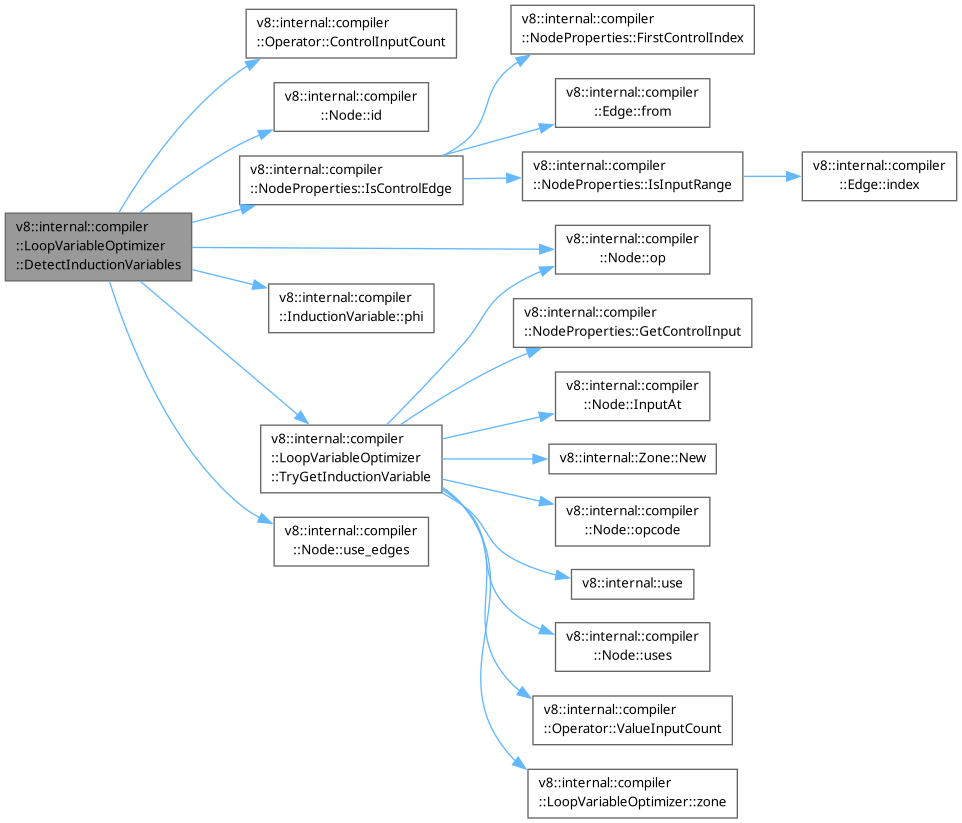 v8::internal::compiler
::LoopVariableOptimizer
::DetectInductionVariables
v8::internal::compiler
::Operator::ControlInputCount
v8::internal::compiler
::Node::id
v8::internal::compiler
::NodeProperties::IsControlEdge
v8::internal::compiler
::NodeProperties::FirstControlIndex
v8::internal::compiler
::Edge::from
v8::internal::compiler
::NodeProperties::IsInputRange
v8::internal::compiler
::Edge::index
v8::internal::compiler
::Node::op
v8::internal::compiler
::InductionVariable::phi
v8::internal::compiler
::LoopVariableOptimizer
::TryGetInductionVariable
v8::internal::compiler
::NodeProperties::GetControlInput
v8::internal::compiler
::Node::InputAt
v8::internal::Zone::New
v8::internal::compiler
::Node::opcode
v8::internal::use
v8::internal::compiler
::Node::uses
v8::internal::compiler
::Operator::ValueInputCount
v8::internal::compiler
::LoopVariableOptimizer::zone
v8::internal::compiler
::Node::use_edges